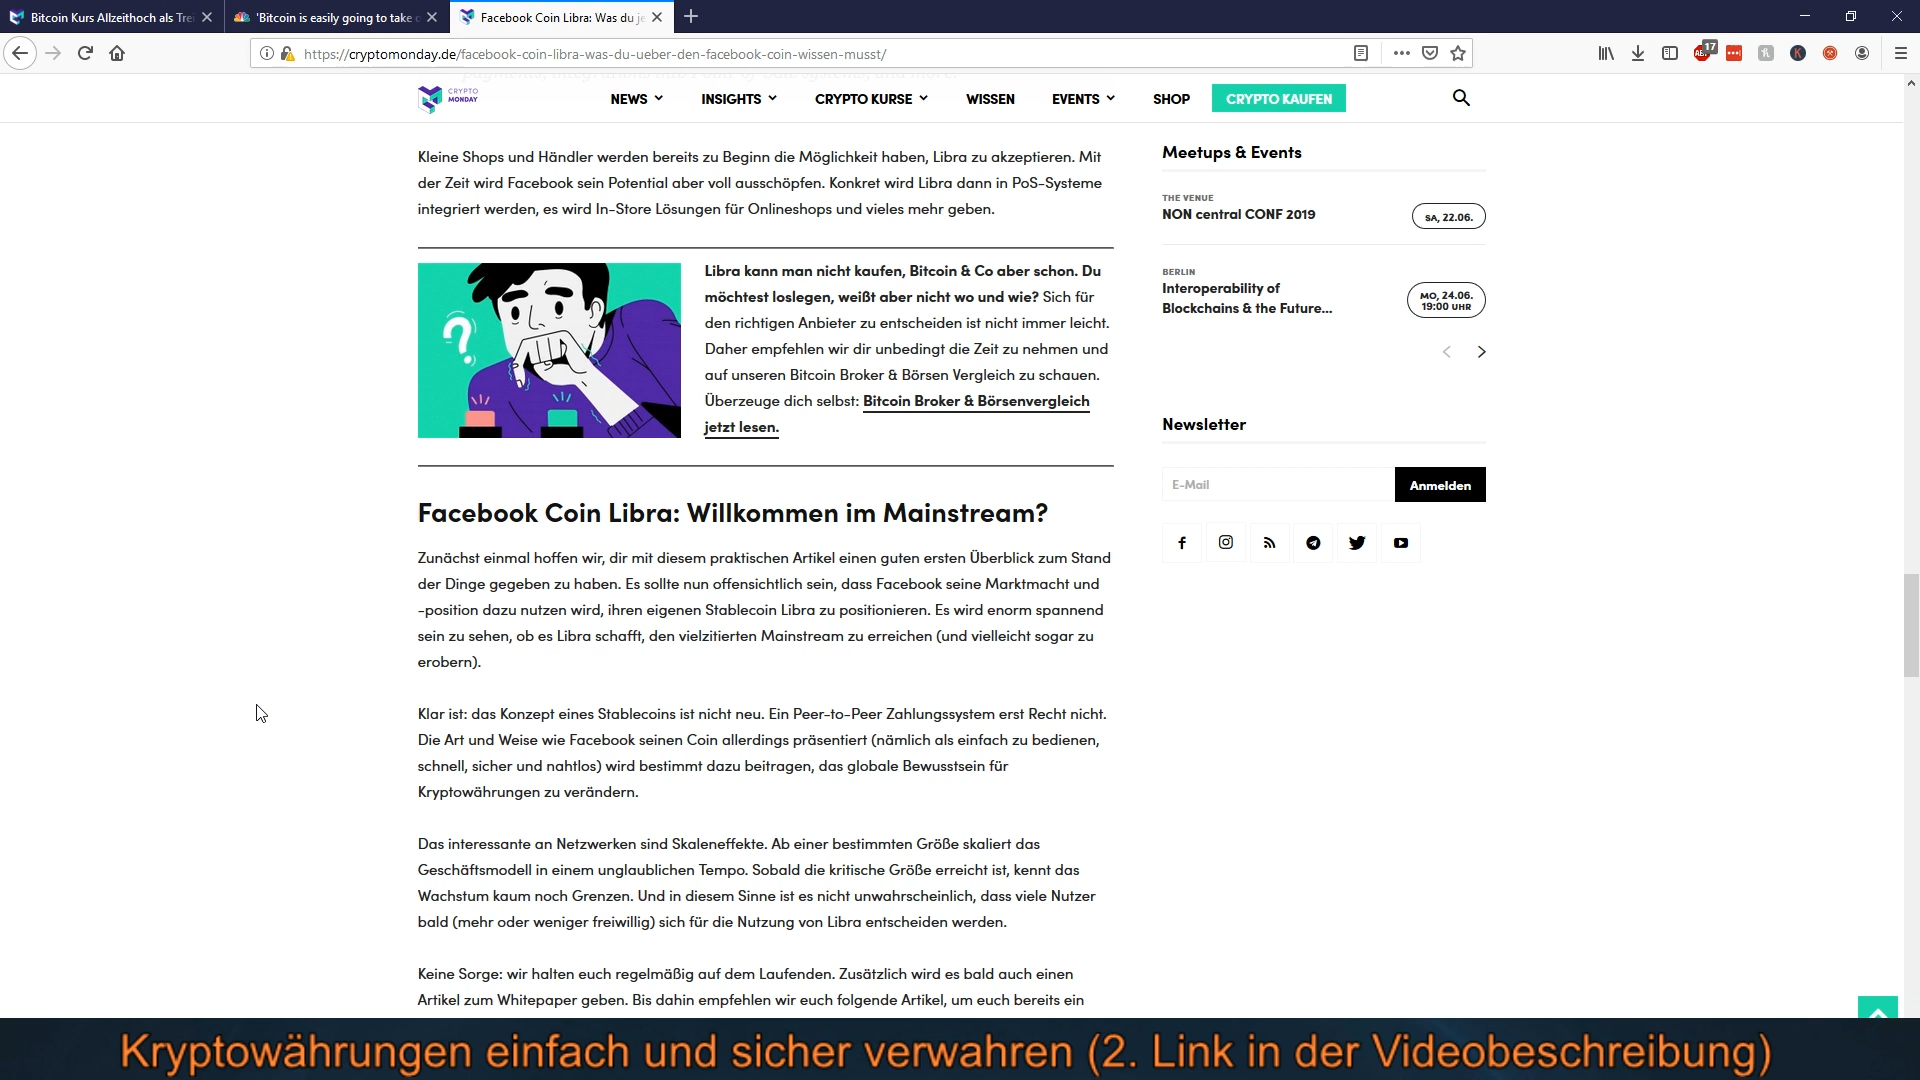 Bitcoin Kurs Allzeithoch als Tre
'Bitcoin is easily going to take
Facebook Coin Libra: Was du je
https://cryptomonday.de/facebook-coin-libra-was-du-ueber-den-facebook-coin-wissen-musst/
17
CRYPTO
MONDAY
NEWS
INSIGHTS
CRYPTO KURSE
WISSEN
EVENTS
SHOP
CRYPTO KAUFEN
Kleine Shops und Händler werden bereits zu Beginn die Möglichkeit haben, Libra zu akzeptieren. Mit
der Zeit wird Facebook sein Potential aber voll ausschöpfen. Konkret wird Libra dann in PoS-Systeme
integriert werden, es wird In-Store Lösungen für Onlineshops und vieles mehr geben.
?
Libra kann man nicht kaufen, Bitcoin & Co aber schon. Du
möchtest loslegen, weißt aber nicht wo und wie? Sich für
den richtigen Anbieter zu entscheiden ist nicht immer leicht.
Daher empfehlen wir dir unbedingt die Zeit zu nehmen und
auf unseren Bitcoin Broker & Börsen Vergleich zu schauen.
Überzeuge dich selbst: Bitcoin Broker & Börsenvergleich
jetzt lesen.
Facebook Coin Libra: Willkommen im Mainstream?
Zunächst einmal hoffen wir, dir mit diesem praktischen Artikel einen guten ersten Überblick zum Stand
der Dinge gegeben zu haben. Es sollte nun offensichtlich sein, dass Facebook seine Marktmacht und
-position dazu nutzen wird, ihren eigenen Stablecoin Libra zu positionieren. Es wird enorm spannend
sein zu sehen, ob es Libra schafft, den vielzitierten Mainstream zu erreichen (und vielleicht sogar zu
erobern).
Klar ist: das Konzept eines Stablecoins ist nicht neu. Ein Peer-to-Peer Zahlungssystem erst Recht nicht.
Die Art und Weise wie Facebook seinen Coin allerdings präsentiert (nämlich als einfach zu bedienen,
schnell, sicher und nahtlos) wird bestimmt dazu beitragen, das globale Bewusstsein für
Kryptowährungen zu verändern.
Das interessante an Netzwerken sind Skaleneffekte. Ab einer bestimmten Größe skaliert das
Geschäftsmodell in einem unglaublichen Tempo. Sobald die kritische Größe erreicht ist, kennt das
Wachstum kaum noch Grenzen. Und in diesem Sinne ist es nicht unwahrscheinlich, dass viele Nutzer
bald (mehr oder weniger freiwillig) sich für die Nutzung von Libra entscheiden werden.
Keine Sorge: wir halten euch regelmäßig auf dem Laufenden. Zusätzlich wird es bald auch einen
Artikel zum Whitepaper geben. Bis dahin empfehlen wir euch folgende Artikel, um euch bereits ein
Meetups & Events
THE VENUE
NON central CONF 2019
SA, 22.06.
BERLIN
Interoperability of
Blockchains & the Future...
MO, 24.06.
19:00 UHR
Newsletter
E-Mail
Anmelden
Kryptowährungen einfach und sicher verwahren (2. Link in der Videobeschreibung)